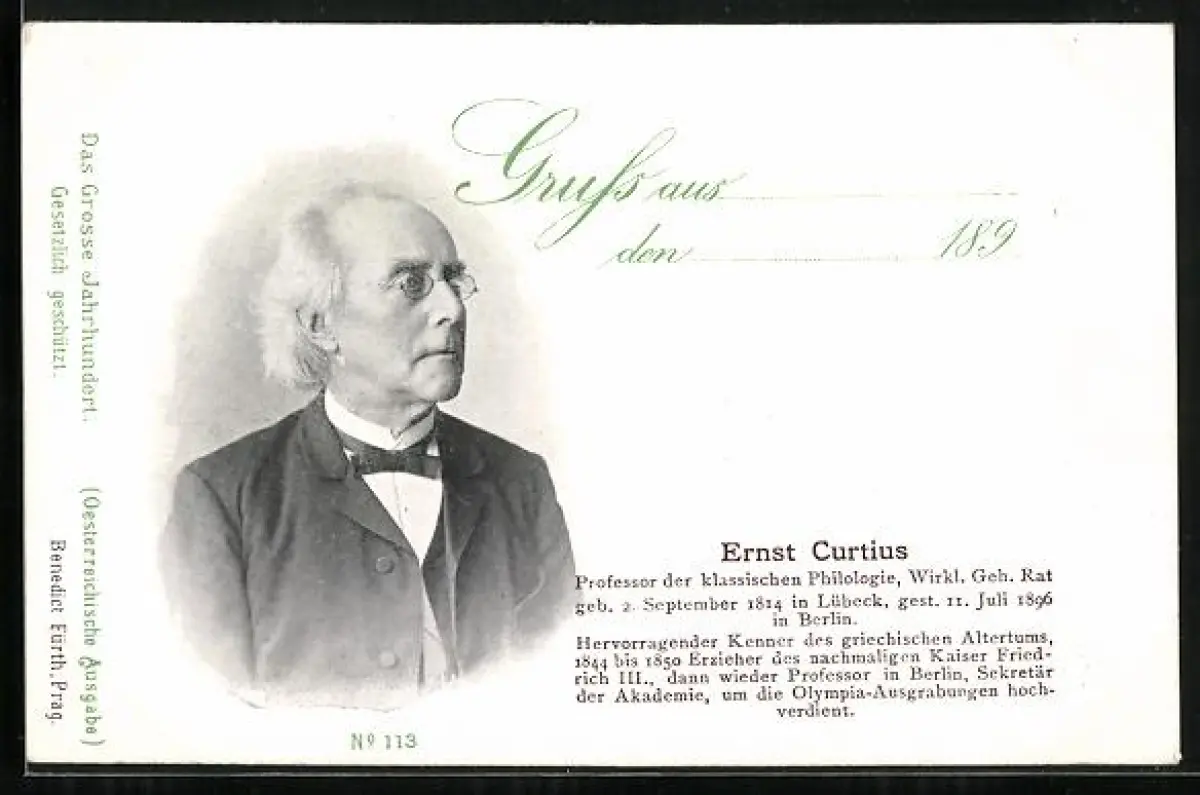 Gruſs aus
den 189
Das Grosse Jahrhundert. (Oesterreichische Ausgabe)
Gesetzlich geschützt. Benedict Fürth, Prag.
Ernst Curtius
Professor der klassischen Philologie, Wirkl. Geh. Rat
geb. 2. September 1814 in Lübeck, gest. 11. Juli 1896
in Berlin.
Hervorragender Kenner des griechischen Altertums,
1844 bis 1850 Erzieher des nachmaligen Kaiser Fried-
rich III., dann wieder Professor in Berlin, Sekretär
der Akademie, um die Olympia-Ausgrabungen hoch-
verdient.
Nº 113